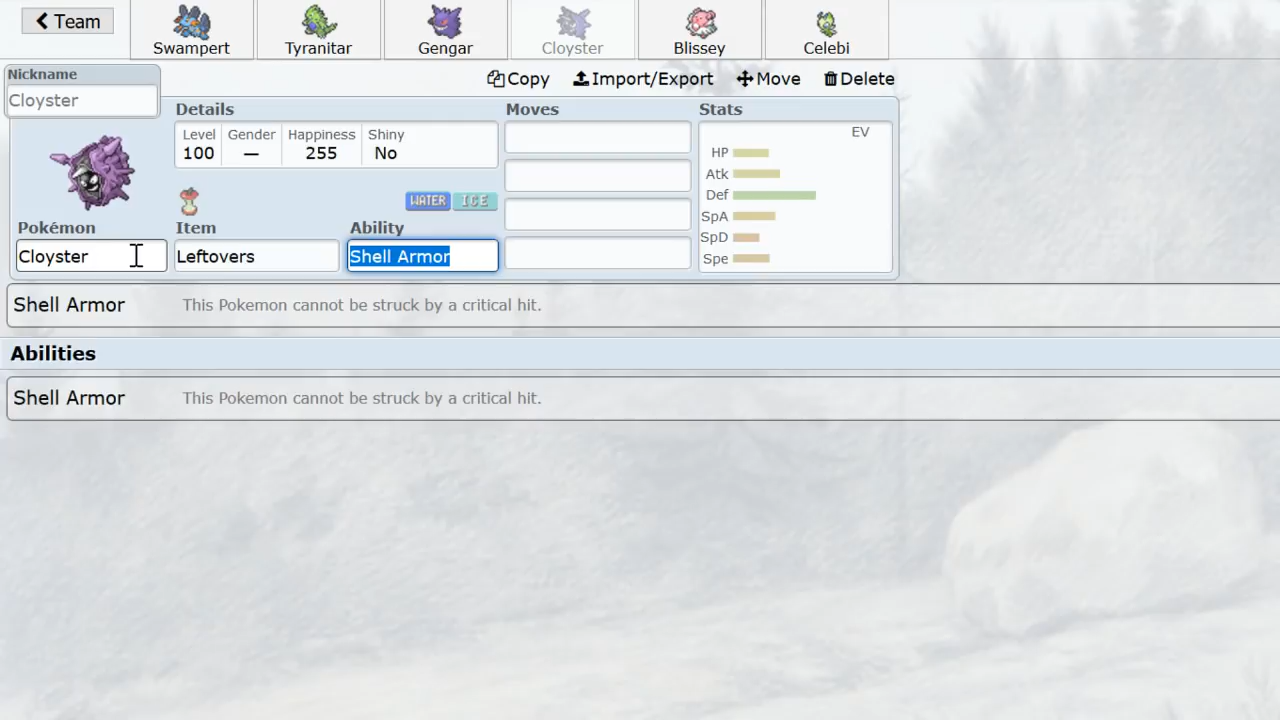 Team
Swampert
Tyranitar
Gengar
Cloyster
Blissey
Celebi
Nickname
Cloyster
Copy
Import/Export
Move
Delete
Details
Level
100
Gender
—
Happiness
255
Shiny
No
WATER
ICE
Pokémon
Cloyster
Item
Leftovers
Ability
Shell Armor
Moves
Stats
EV
HP
Atk
Def
SpA
SpD
Spe
Shell Armor This Pokemon cannot be struck by a critical hit.
Abilities
Shell Armor This Pokemon cannot be struck by a critical hit.